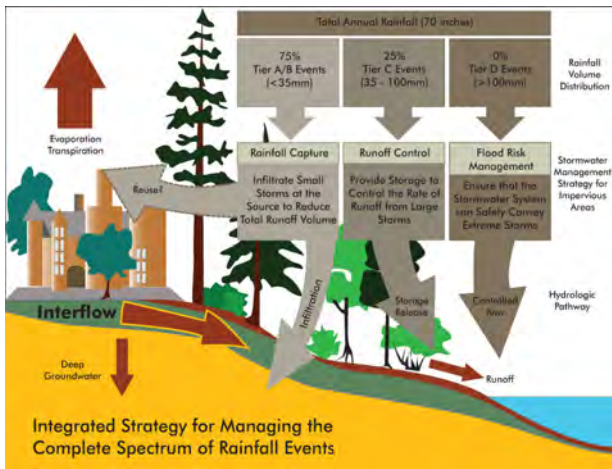 Total Annual Rainfall (70 inches)
75%
Tier A/B Events
(<35mm)
25%
Tier C Events
(35 - 100mm)
0%
Tier D Events
(>100mm)
Rainfall
Volume
Distribution
Evaporation
Transpiration
Reuse?
Rainfall Capture
Infiltrate Small
Storms at the
Source to Reduce
Total Runoff Volume
Runoff Control
Provide Storage to
Control the Rate of
Runoff from Large
Storms
Flood Risk
Management
Ensure that the
Stormwater System
can Safely Convey
Extreme Storms
Stormwater
Management
Strategy for
Impervious
Areas
Interflow
Infiltration
Storage
Release
Controlled
Flow
Hydrologic
Pathway
Deep
Groundwater
Runoff
Integrated Strategy for Managing the
Complete Spectrum of Rainfall Events